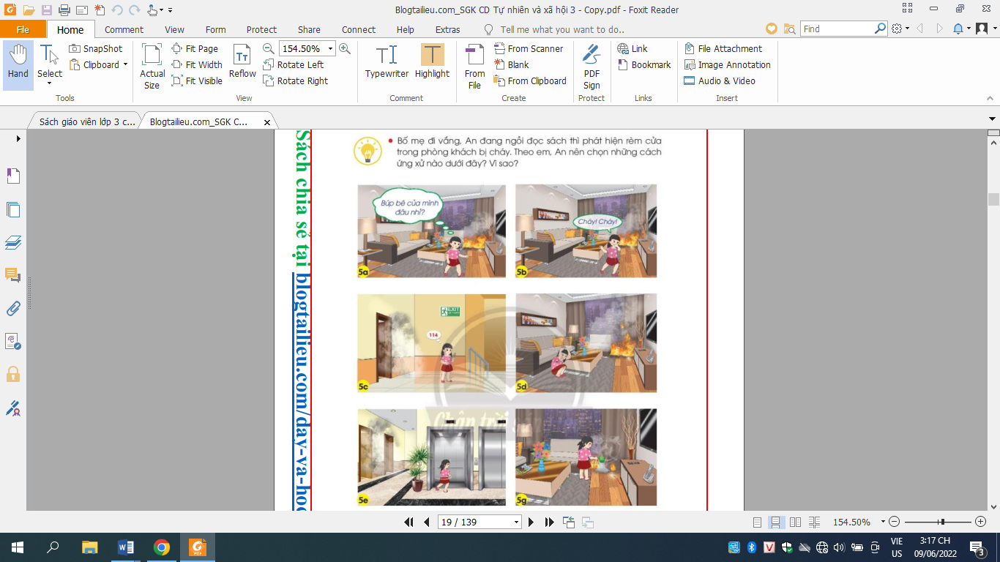 Blogtailieu.com_SGK CD Tự nhiên và xã hội 3 - Copy.pdf - Foxit Reader
File Home Comment View Form Protect Share Connect Help Extras Tell me what you want to do.. Find
Hand
Select
SnapShot
Clipboard
Tools
Actual Size
Fit Page
Fit Width
Fit Visible
Reflow
154.50%
Rotate Left
Rotate Right
View
Typewriter
Highlight
Comment
From File
From Scanner
Blank
From Clipboard
Create
PDF Sign
Protect
Link
Bookmark
Links
File Attachment
Image Annotation
Audio & Video
Insert
Sách giáo viên lớp 3 c... Blogtailieu.com_SGK C...
Sách chia sẻ tại blogtailieu.com/day-va-hoc
• Bố mẹ đi vắng, An đang ngồi đọc sách thì phát hiện rèm cửa
trong phòng khách bị cháy. Theo em, An nên chọn những cách
ứng xử nào dưới đây? Vì sao?
Búp bê của mình
đâu nhỉ?
5a
Cháy! Cháy!
5b
EXIT
114
5c
5d
Chân trời
5e
5g
19 / 139
154.50%
VIE
US
3:17 CH
09/06/2022
3